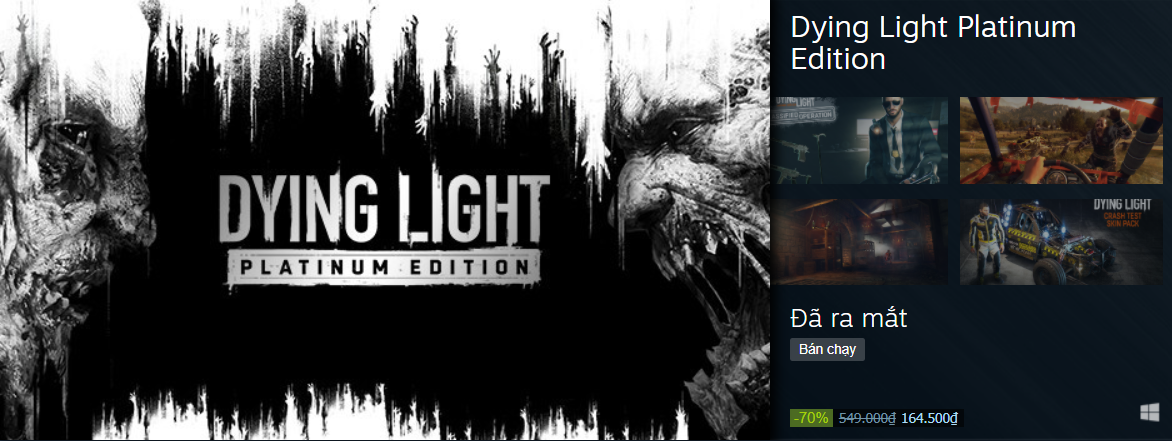 DYING LIGHT
PLATINUM EDITION
Dying Light Platinum
Edition
DYING LIGHT
CLASSIFIED OPERATION
DYING LIGHT
CRASH TEST
SKIN PACK
Đã ra mắt
Bán chạy
-70% 549.000₫ 164.500₫